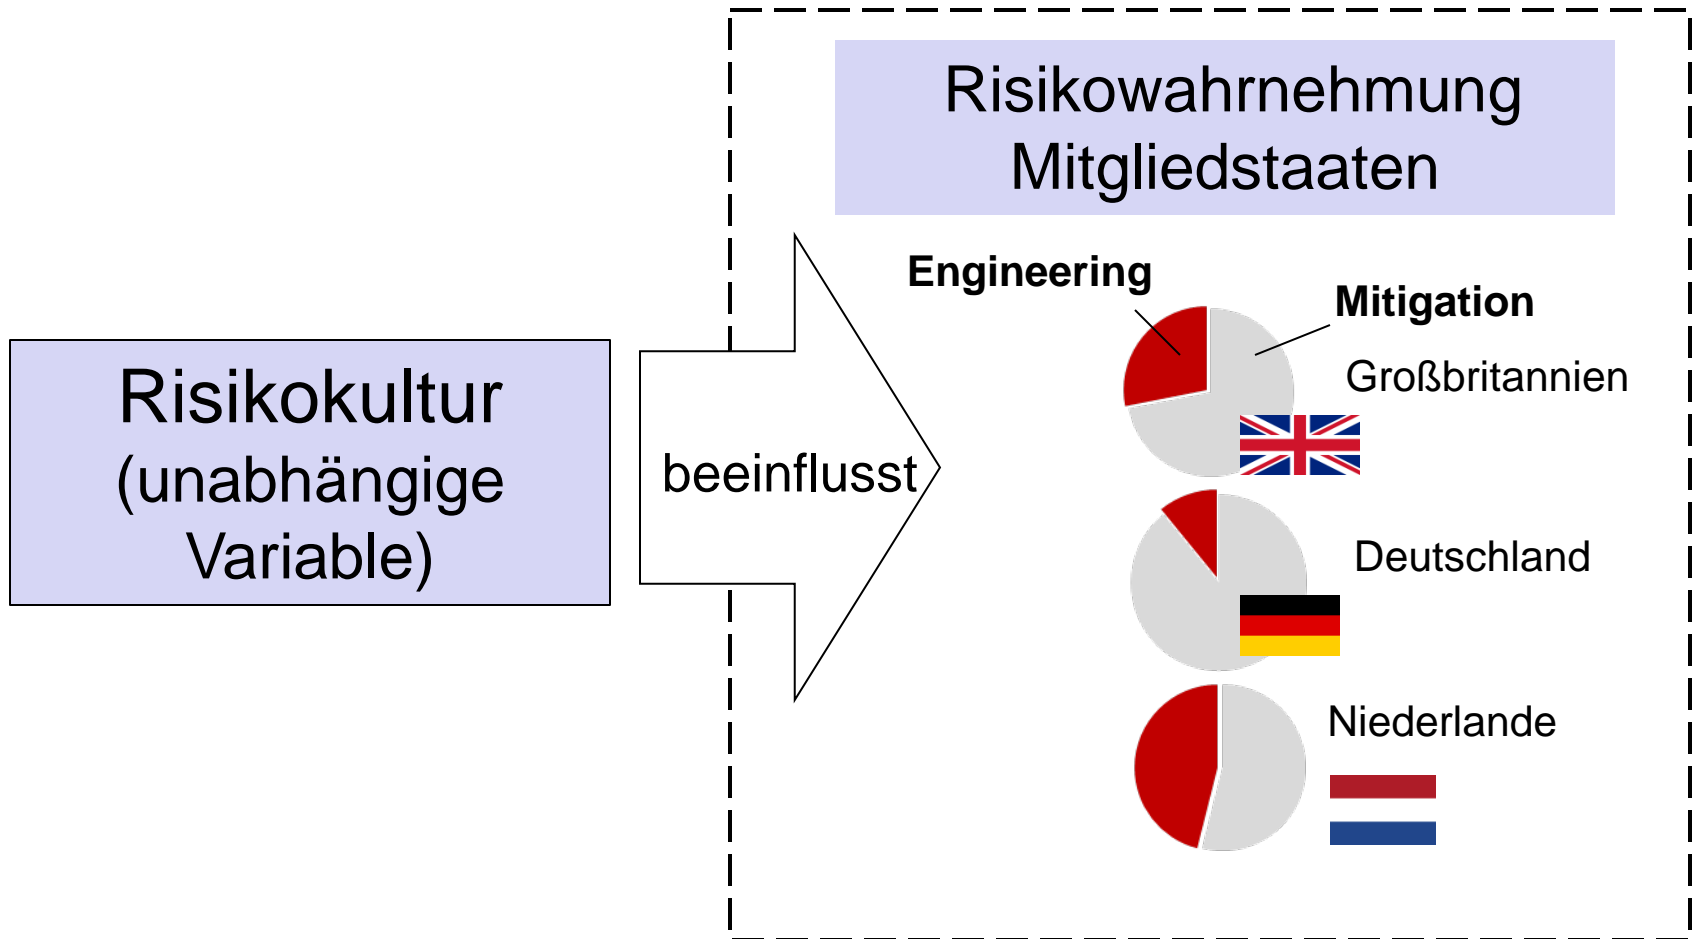 Risikokultur
(unabhängige
Variable)
beeinflusst
Risikowahrnehmung
Mitgliedstaaten
Engineering
Mitigation
Großbritannien
Deutschland
Niederlande